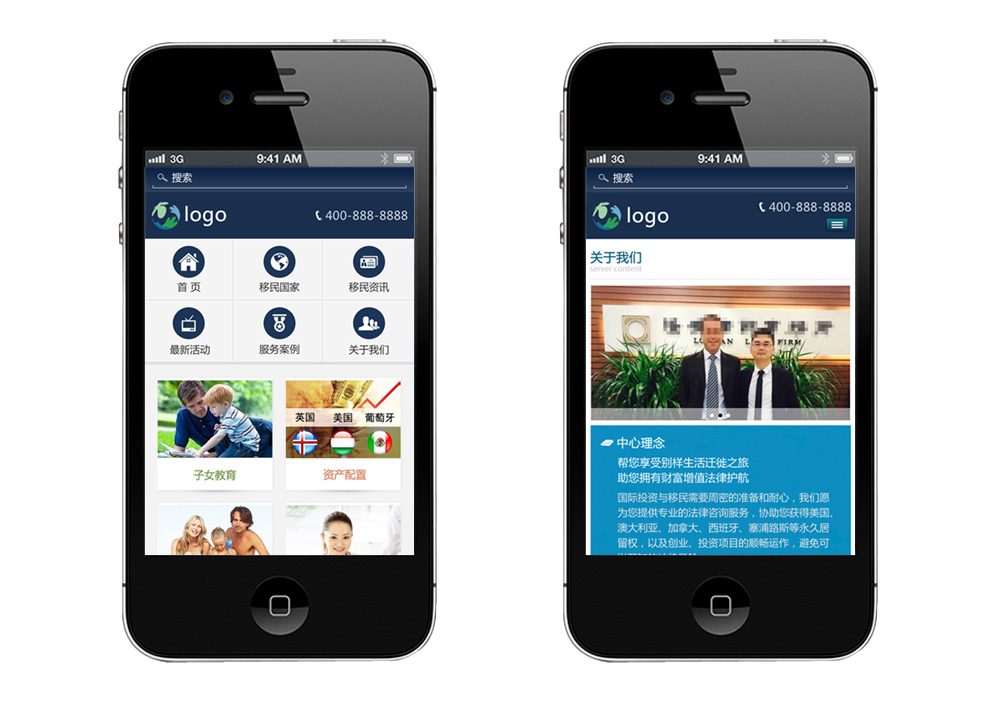 3G 9:41 AM
搜索
logo
400-888-8888
首 页 移民国家 移民资讯
最新活动 服务案例 关于我们
英国 美国 葡萄牙
子女教育 资产配置
3G 9:41 AM
搜索
logo
400-888-8888
关于我们
server content
FIRM
中心理念
帮您享受别样生活迁徙之旅
助您拥有财富增值法律护航
国际投资与移民需要周密的准备和耐心，我们愿
为您提供专业的法律咨询服务，协助您获得美国、
澳大利亚、加拿大、西班牙、塞浦路斯等永久居
留权，以及创业、投资项目的顺畅运作，避免可